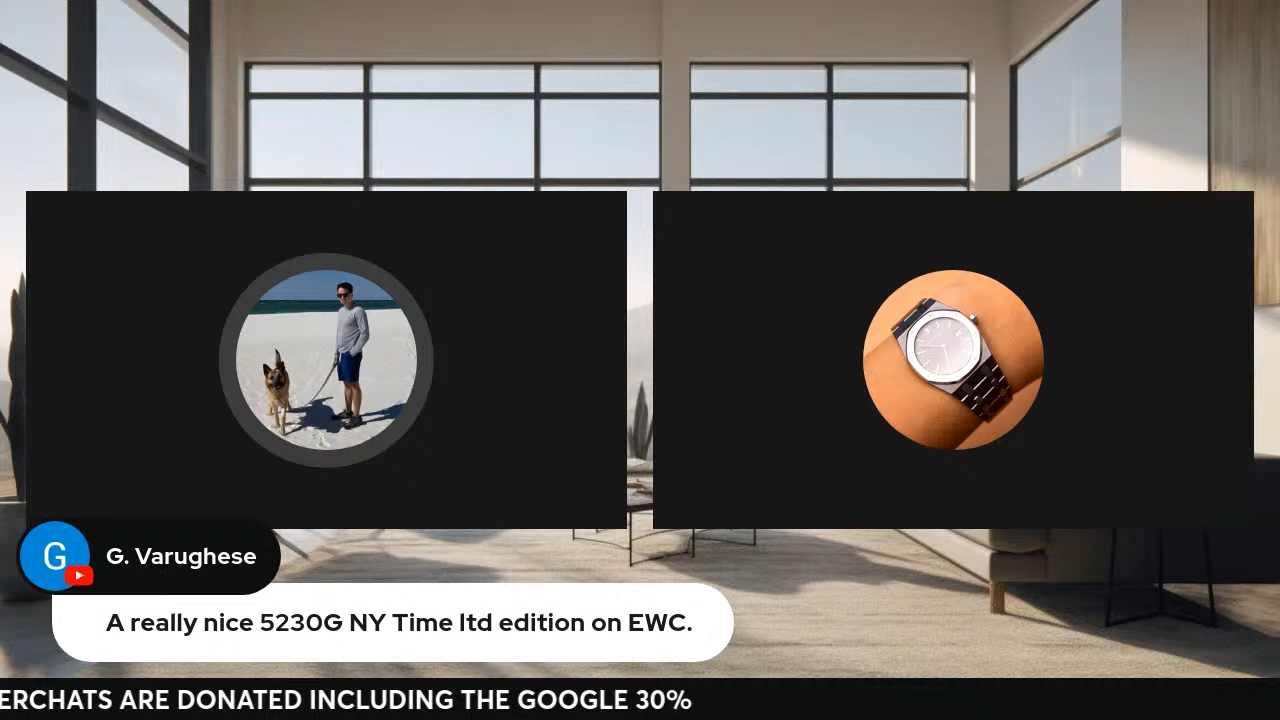 G
G. Varughese
A really nice 5230G NY Time ltd edition on EWC.
ERCHATS ARE DONATED INCLUDING THE GOOGLE 30%